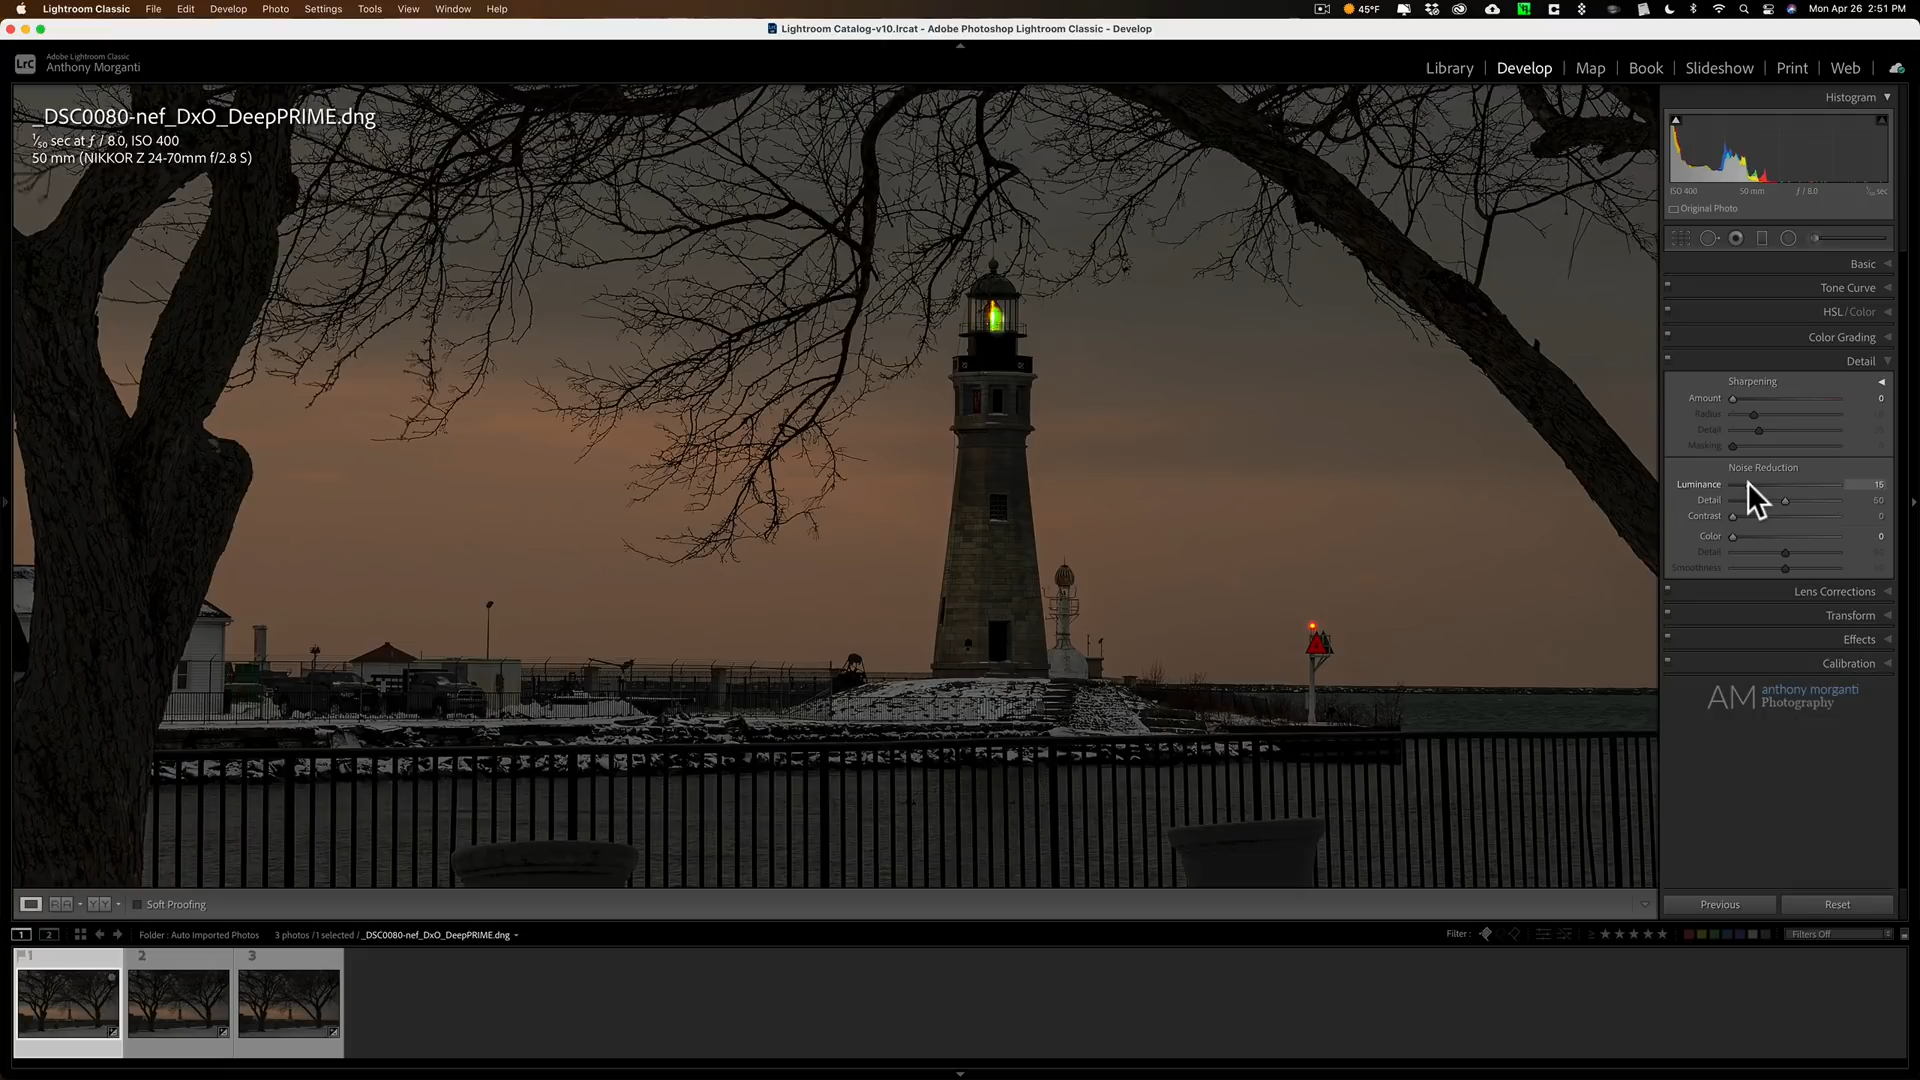 Lightroom Classic File Edit Develop Photo Settings Tools View Window Help
45°F Mon Apr 26 2:51 PM
Lightroom Catalog-v10.lrcat - Adobe Photoshop Lightroom Classic - Develop
LrC
Adobe Lightroom Classic
Anthony Morganti
Library | Develop | Map | Book | Slideshow | Print | Web
_DSC0080-nef_DxO_DeepPRIME.dng
1/50 sec at f / 8.0, ISO 400
50 mm (NIKKOR Z 24-70mm f/2.8 S)
Histogram
ISO 400 50 mm f / 8.0 1/50 sec
Original Photo
Basic
Tone Curve
HSL / Color
Color Grading
Detail
Sharpening
Amount 0
Radius
Detail
Masking
Noise Reduction
Luminance 15
Detail 50
Contrast 0
Color 0
Detail
Smoothness
Lens Corrections
Transform
Effects
Calibration
AM anthony morganti
Photography
Previous Reset
Soft Proofing
1 2 Folder : Auto Imported Photos 3 photos / 1 selected / _DSC0080-nef_DxO_DeepPRIME.dng
Filter : Filters Off
1 2 3